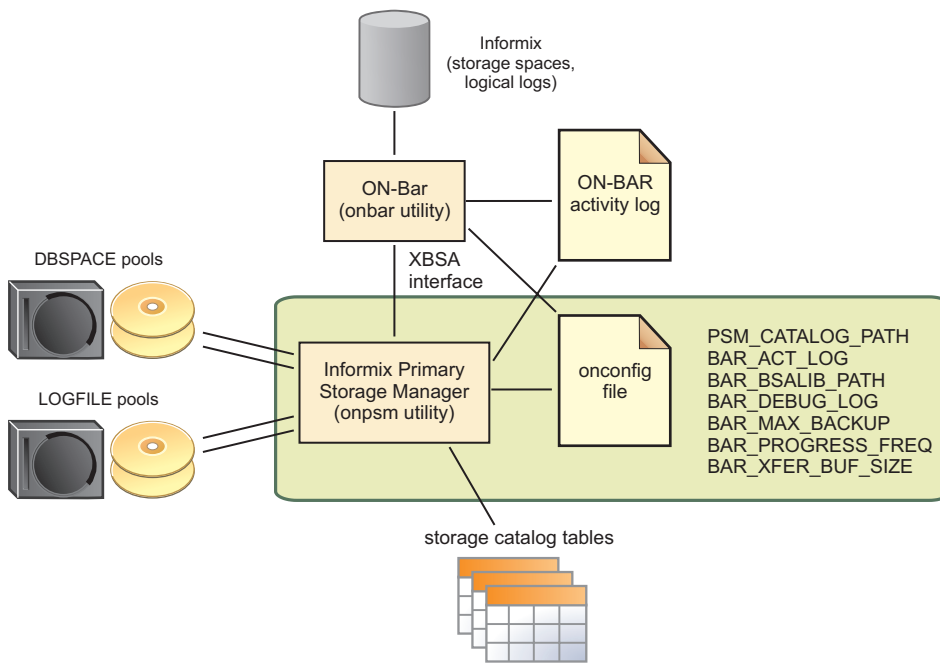 Informix
(storage spaces,
logical logs)
ON-Bar
(onbar utility)
ON-BAR
activity log
XBSA
interface
DBSPACE pools
LOGFILE pools
Informix Primary
Storage Manager
(onpsm utility)
onconfig
file
PSM_CATALOG_PATH
BAR_ACT_LOG
BAR_BSALIB_PATH
BAR_DEBUG_LOG
BAR_MAX_BACKUP
BAR_PROGRESS_FREQ
BAR_XFER_BUF_SIZE
storage catalog tables